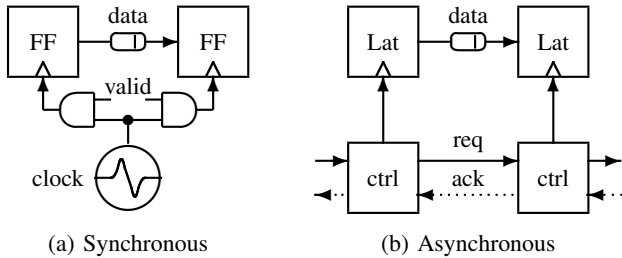 data
FF
FF
valid
clock
(a) Synchronous
data
Lat
Lat
req
ctrl
ack
ctrl
(b) Asynchronous